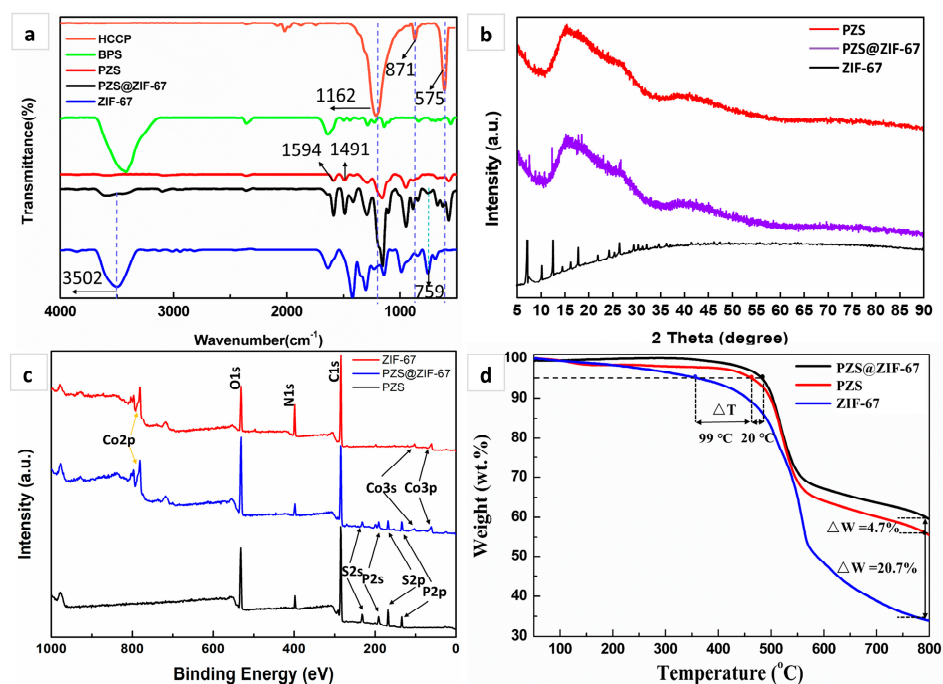 a
HCCP
BPS
PZS
PZS@ZIF-67
ZIF-67
1162
871
575
1594
1491
3502
759
Transmittance(%)
4000
3000
2000
1000
Wavenumber(cm⁻¹)
b
PZS
PZS@ZIF-67
ZIF-67
Intensity (a.u.)
5 10 15 20 25 30 35 40 45 50 55 60 65 70 75 80 85 90
2 Theta (degree)
c
ZIF-67
PZS@ZIF-67
PZS
O1s
N1s
C1s
Co2p
Co3s
Co3p
S2s
P2s
S2p
P2p
Intensity (a.u.)
1000 800 600 400 200 0
Binding Energy (eV)
d
PZS@ZIF-67
PZS
ZIF-67
△T
99 °C
20 °C
△W =4.7%
△W =20.7%
Weight (wt.%)
100
90
80
70
60
50
40
30
100 200 300 400 500 600 700 800
Temperature (°C)